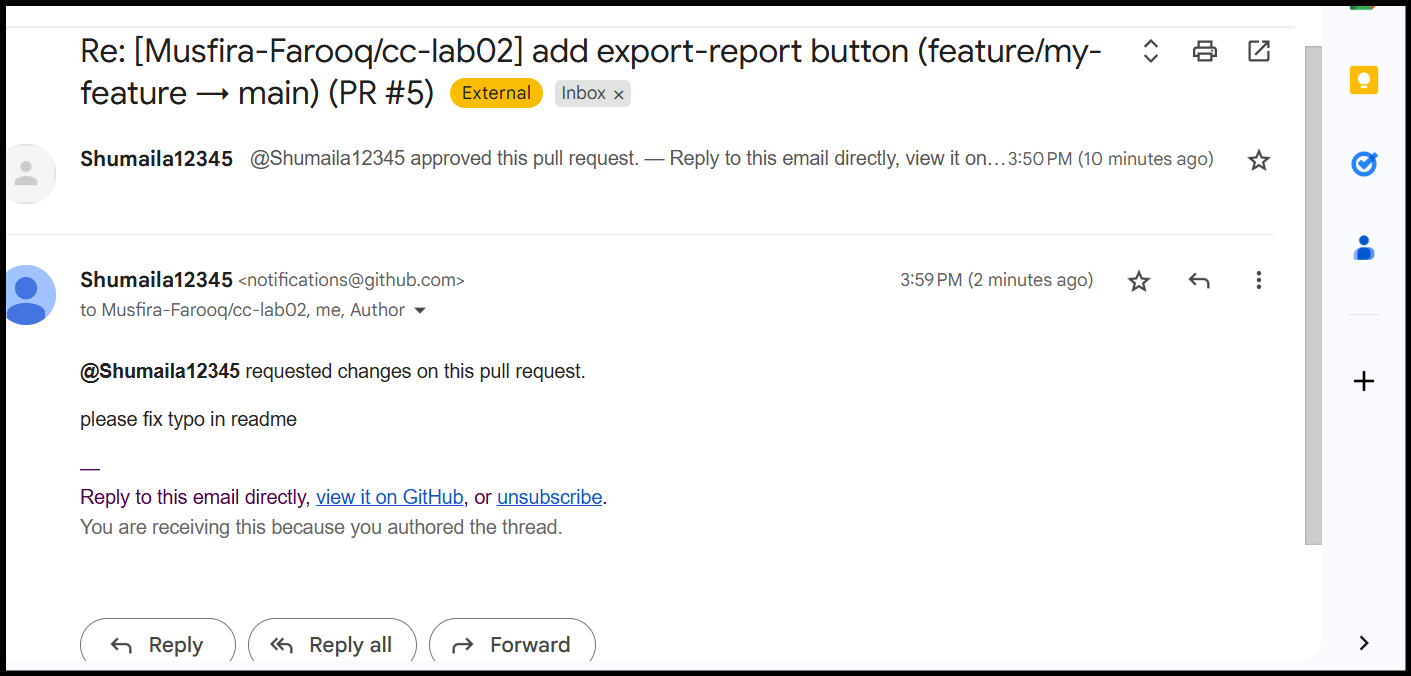 Re: [Musfira-Farooq/cc-lab02] add export-report button (feature/my-
feature → main) (PR #5) External Inbox ×
Shumaila12345 @Shumaila12345 approved this pull request. — Reply to this email directly, view it on… 3:50 PM (10 minutes ago)
Shumaila12345 <notifications@github.com> 3:59 PM (2 minutes ago)
to Musfira-Farooq/cc-lab02, me, Author
@Shumaila12345 requested changes on this pull request.
please fix typo in readme
—
Reply to this email directly, view it on GitHub, or unsubscribe.
You are receiving this because you authored the thread.
Reply Reply all Forward